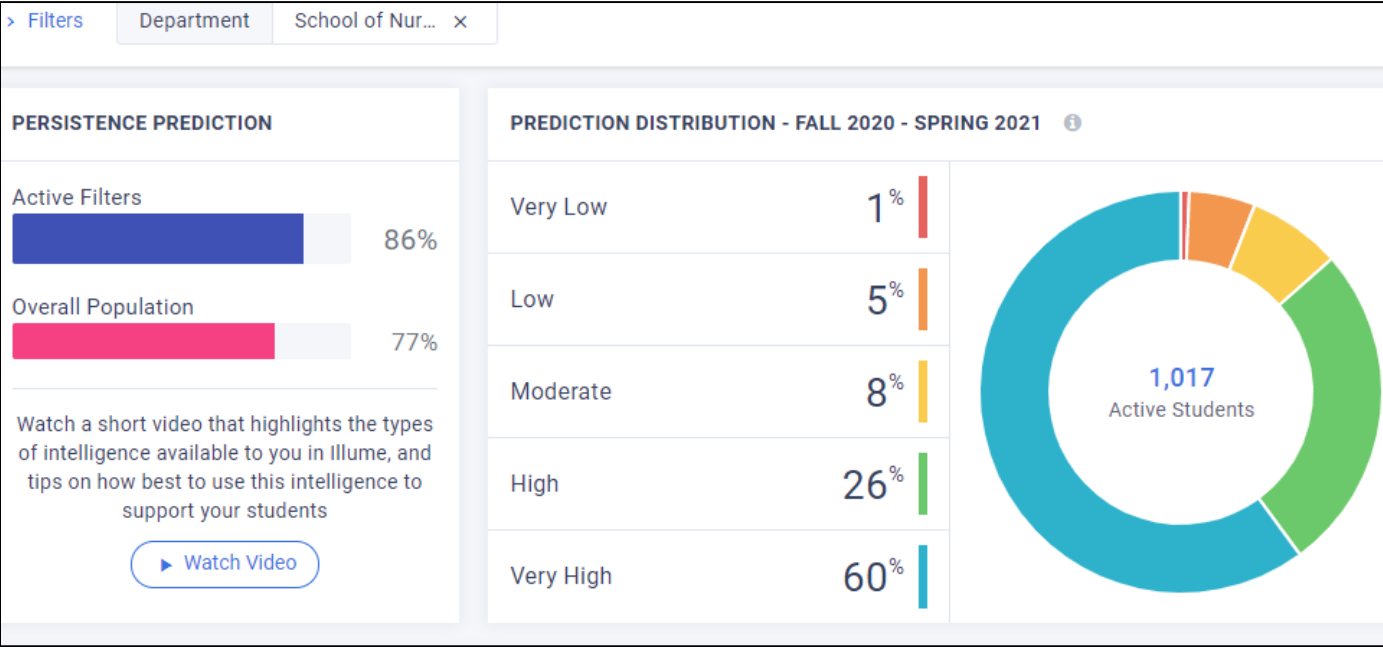 Filters
Department
School of Nur...
PERSISTENCE PREDICTION
Active Filters
86%
Overall Population
77%
Watch a short video that highlights the types
of intelligence available to you in Illume, and
tips on how best to use this intelligence to
support your students
Watch Video
PREDICTION DISTRIBUTION - FALL 2020 - SPRING 2021
Very Low 1%
Low 5%
Moderate 8%
High 26%
Very High 60%
1,017
Active Students